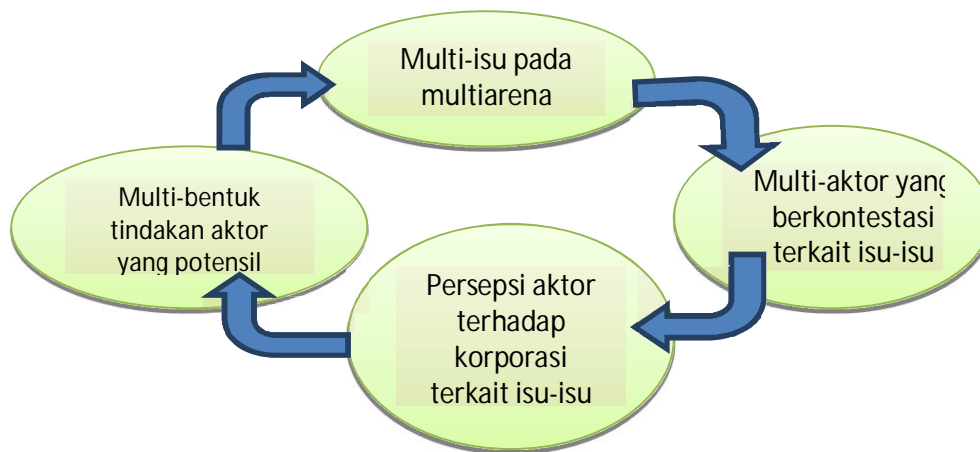 Multi-isu pada
multiarena
Multi-aktor yang
berkontestasi
terkait isu-isu
Persepsi aktor
terhadap
korporasi
terkait isu-isu
Multi-bentuk
tindakan aktor
yang potensil